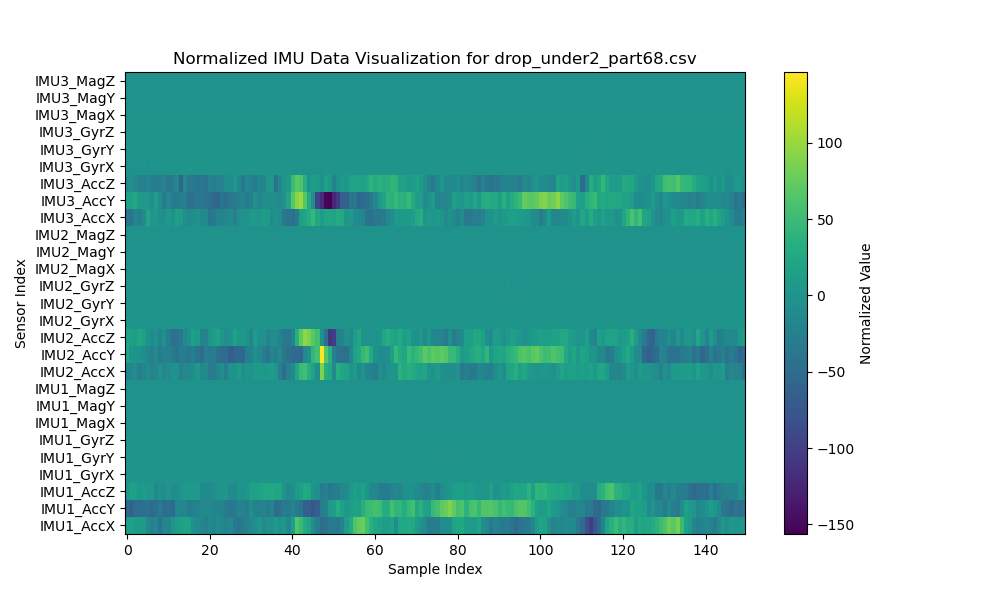 Normalized IMU Data Visualization for drop_under2_part68.csv
IMU3_MagZ
IMU3_MagY
IMU3_MagX
IMU3_GyrZ
IMU3_GyrY
IMU3_GyrX
IMU3_AccZ
IMU3_AccY
IMU3_AccX
IMU2_MagZ
IMU2_MagY
IMU2_MagX
IMU2_GyrZ
IMU2_GyrY
IMU2_GyrX
IMU2_AccZ
IMU2_AccY
IMU2_AccX
IMU1_MagZ
IMU1_MagY
IMU1_MagX
IMU1_GyrZ
IMU1_GyrY
IMU1_GyrX
IMU1_AccZ
IMU1_AccY
IMU1_AccX
Sensor Index
0 20 40 60 80 100 120 140
Sample Index
100
50
0
−50
−100
−150
Normalized Value